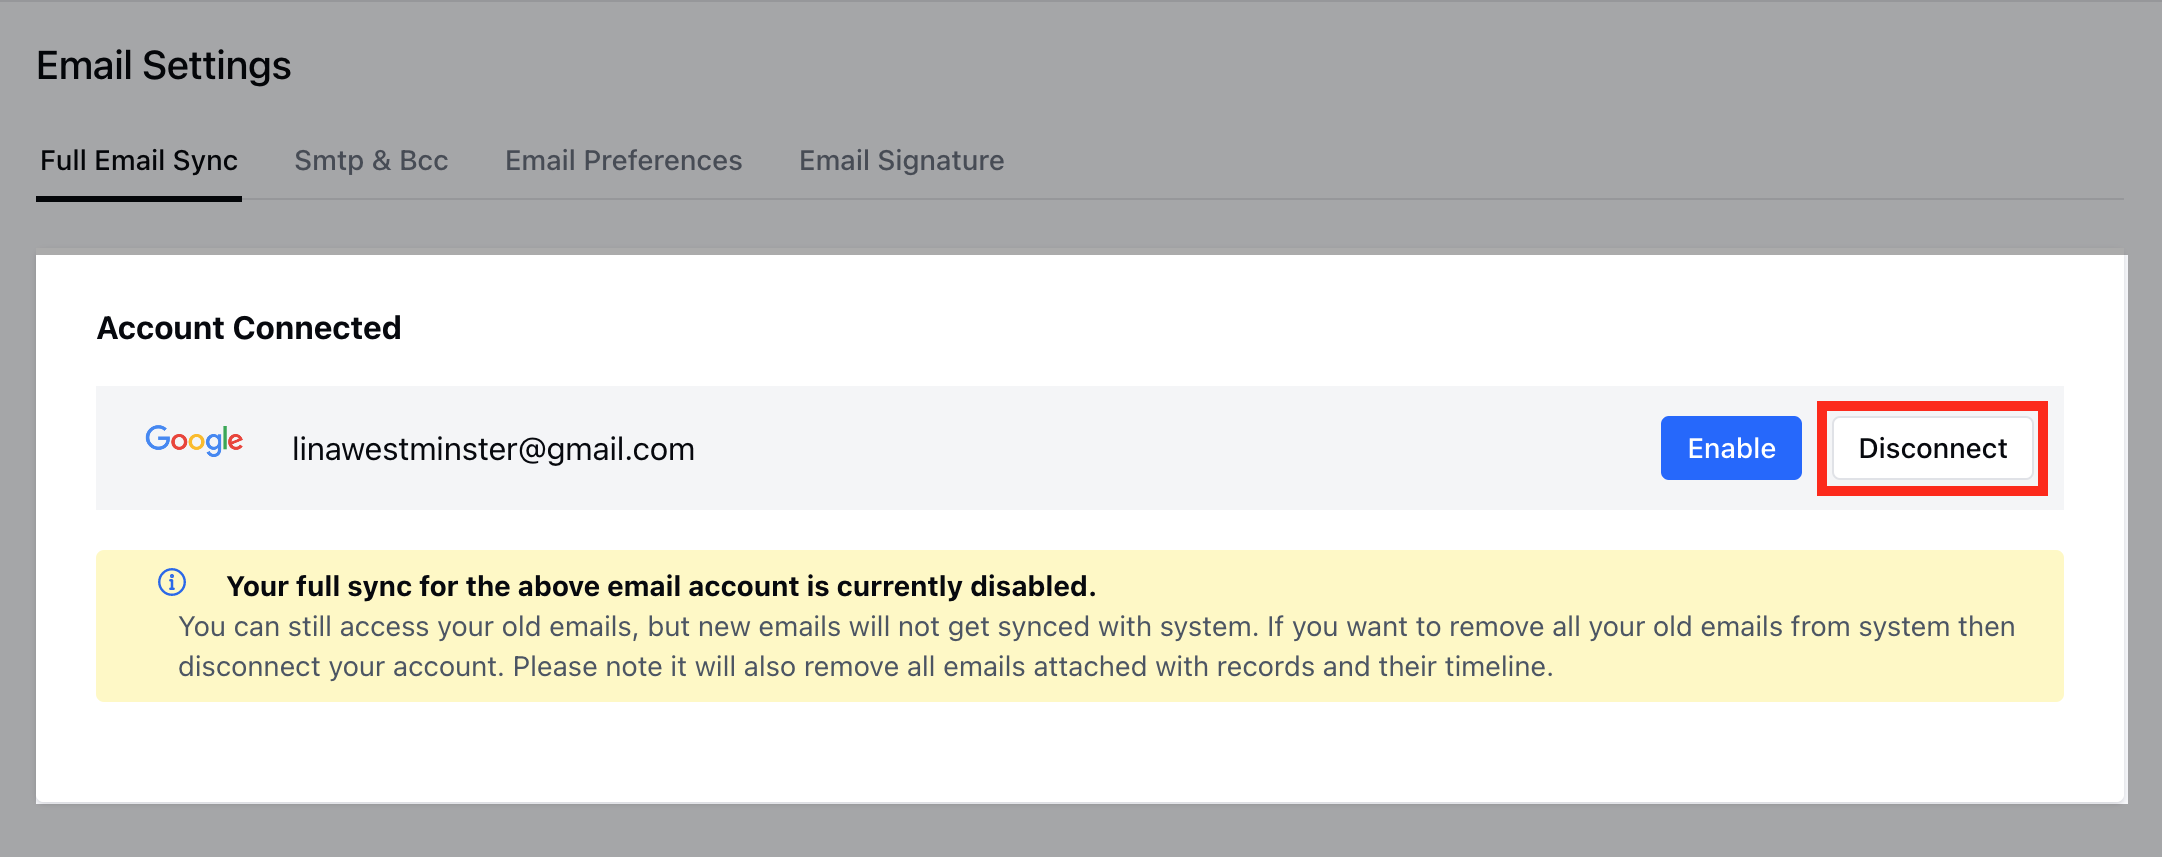 Email Settings
Full Email Sync Smtp & Bcc Email Preferences Email Signature
Account Connected
Google linawestminster@gmail.com Enable Disconnect
Your full sync for the above email account is currently disabled.
You can still access your old emails, but new emails will not get synced with system. If you want to remove all your old emails from system then
disconnect your account. Please note it will also remove all emails attached with records and their timeline.